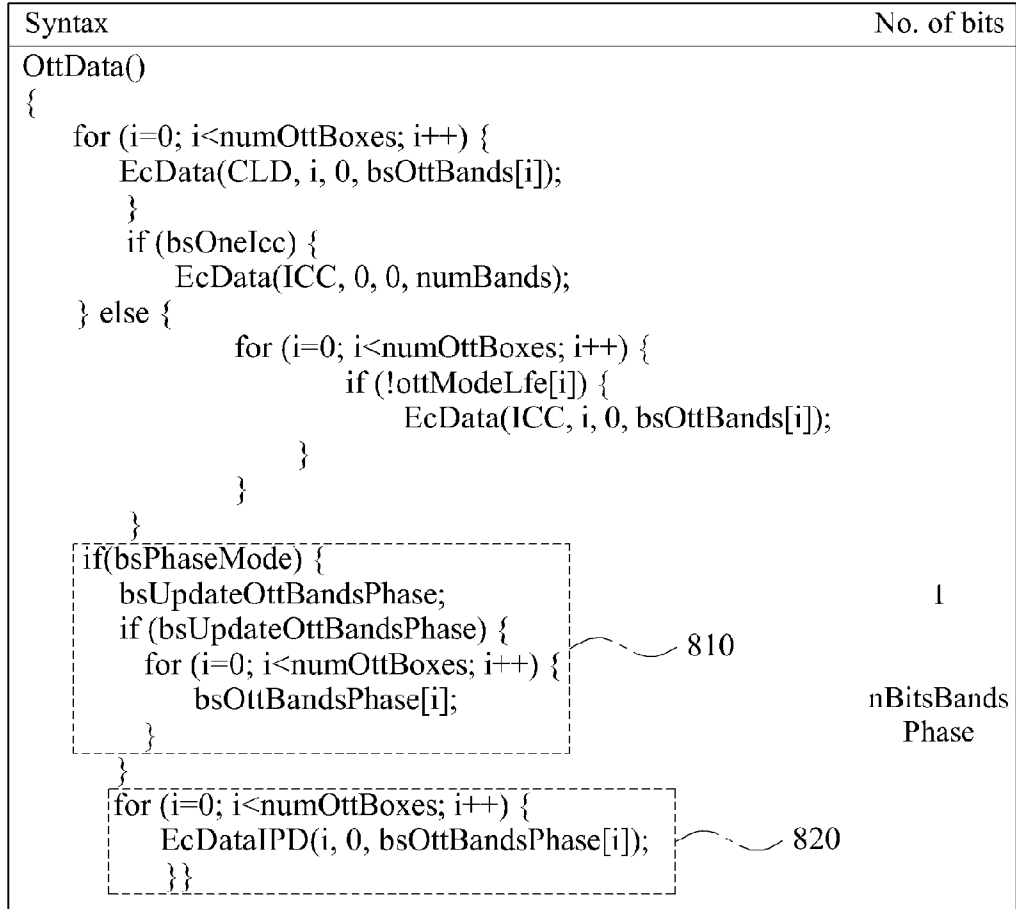 Syntax No. of bits
OttData()
{
for (i=0; i<numOttBoxes; i++) {
EcData(CLD, i, 0, bsOttBands[i]);
}
if (bsOneIcc) {
EcData(ICC, 0, 0, numBands);
} else {
for (i=0; i<numOttBoxes; i++) {
if (!ottModeLfe[i]) {
EcData(ICC, i, 0, bsOttBands[i]);
}
}
}
if(bsPhaseMode) {
bsUpdateOttBandsPhase; 1
if (bsUpdateOttBandsPhase) {
810
for (i=0; i<numOttBoxes; i++) {
bsOttBandsPhase[i]; nBitsBands
} Phase
}
for (i=0; i<numOttBoxes; i++) {
EcDataIPD(i, 0, bsOttBandsPhase[i]); 820
}}